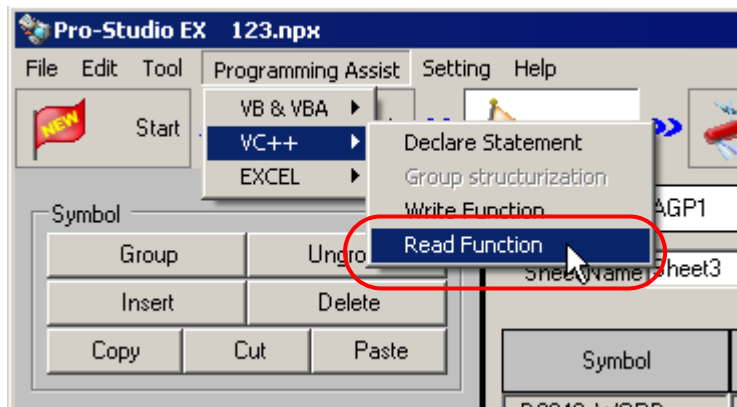 Pro-Studio EX 123.npx
File Edit Tool Programming Assist Setting Help
NEW Start
VB & VBA
VC++
EXCEL
Declare Statement
Group structurization
Write Function
Read Function
AGP1
Sheet Name Sheet3
Symbol
Group
Insert Delete
Copy Cut Paste
Symbol